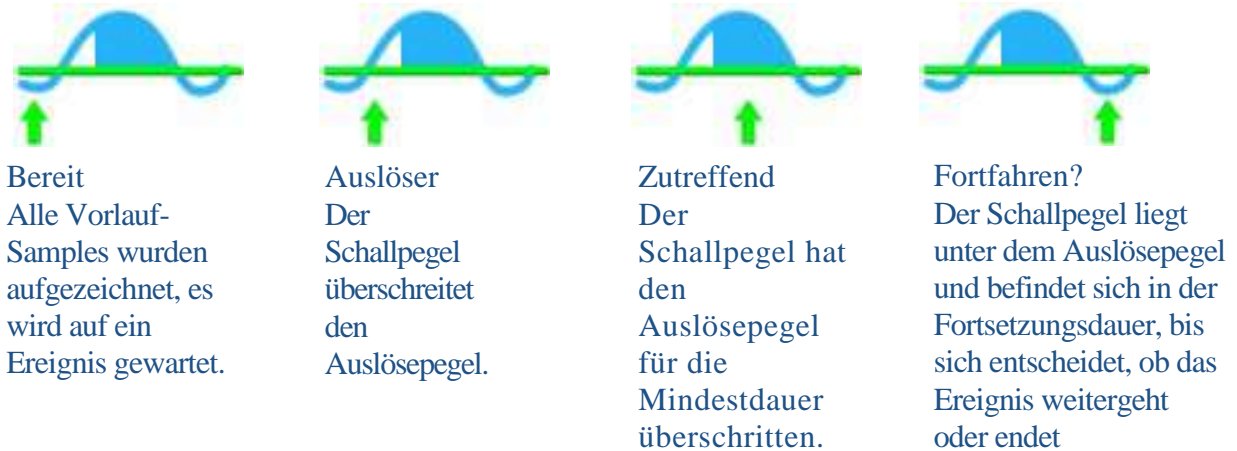 Bereit
Alle Vorlauf-
Samples wurden
aufgezeichnet, es
wird auf ein
Ereignis gewartet.
Auslöser
Der
Schallpegel
überschreitet
den
Auslösepegel.
Zutreffend
Der
Schallpegel hat
den
Auslösepegel
für die
Mindestdauer
überschritten.
Fortfahren?
Der Schallpegel liegt
unter dem Auslösepegel
und befindet sich in der
Fortsetzungsdauer, bis
sich entscheidet, ob das
Ereignis weitergeht
oder endet